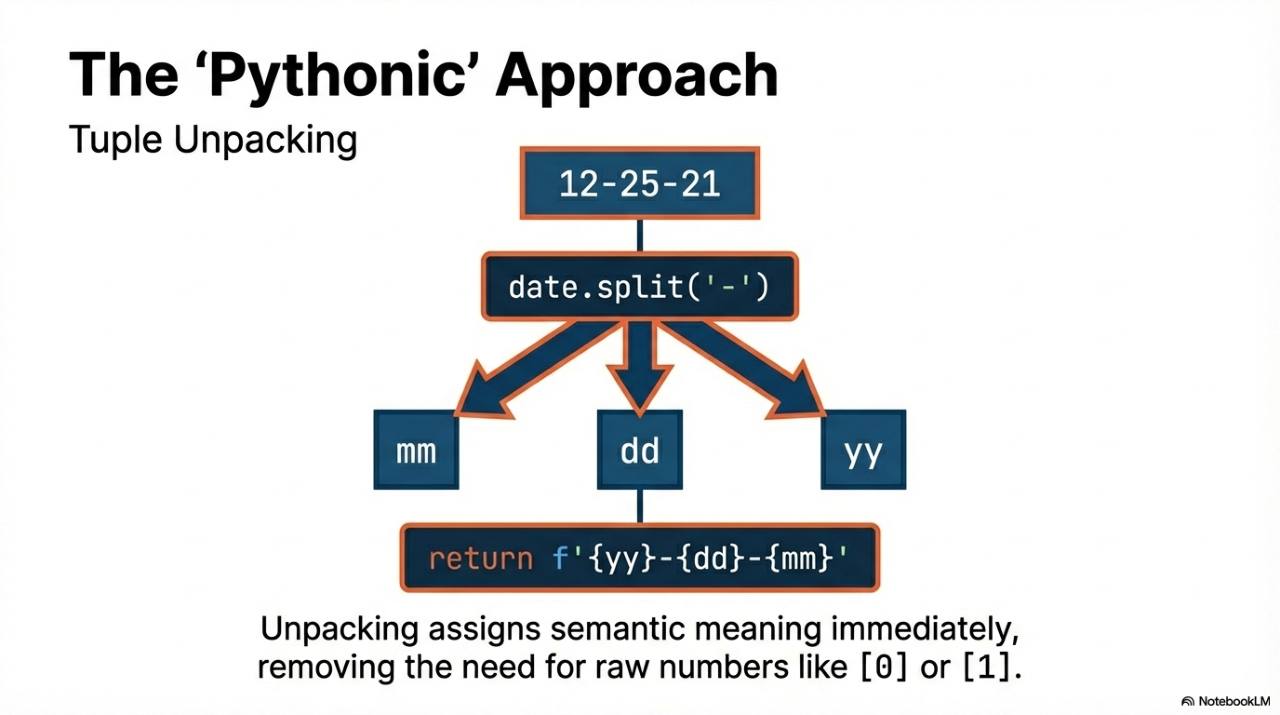 The ‘Pythonic’ Approach
Tuple Unpacking
12-25-21
date.split('-')
mm
dd
yy
return f'{yy}-{dd}-{mm}'
Unpacking assigns semantic meaning immediately,
removing the need for raw numbers like [0] or [1].
NotebookLM